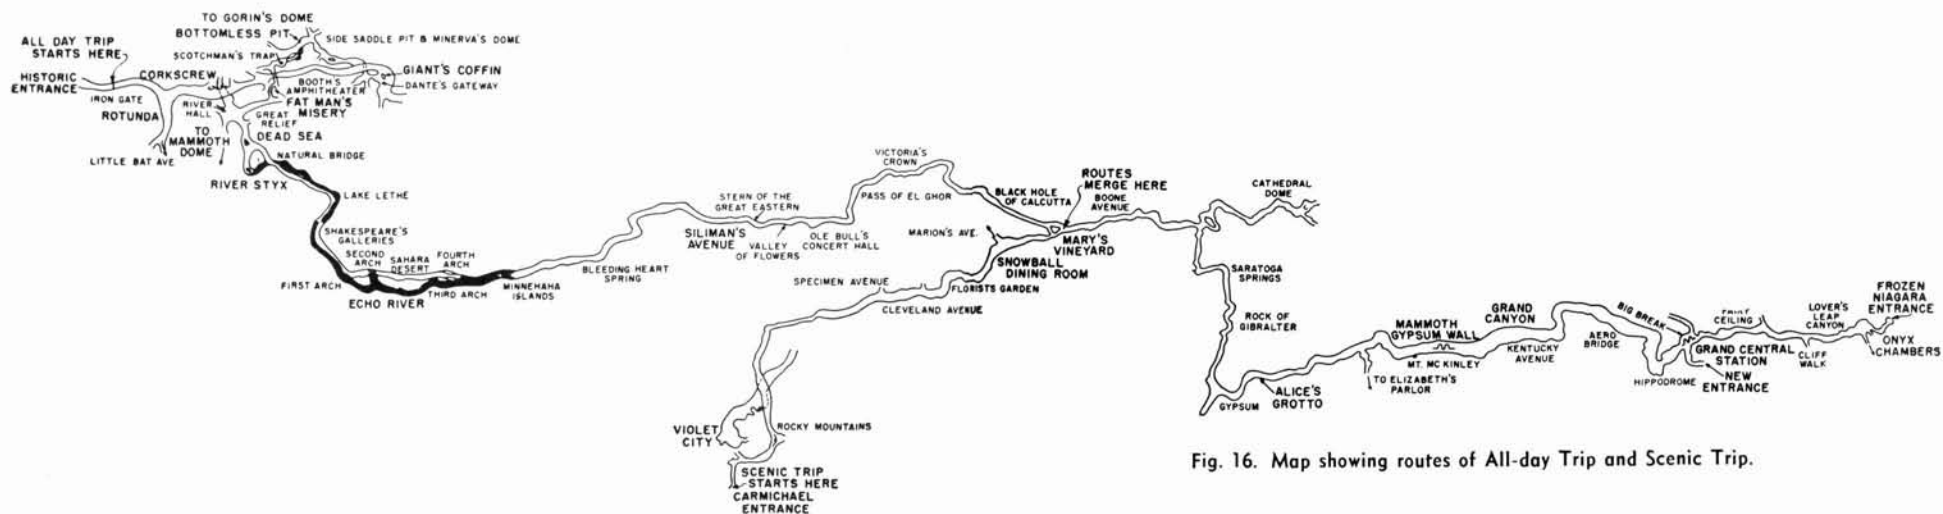 TO GORIN'S DOME
BOTTOMLESS PIT
SIDE SADDLE PIT & MINERVA'S DOME
ALL DAY TRIP
STARTS HERE
SCOTCHMAN'S TRAP
HISTORIC
ENTRANCE
CORKSCREW
GIANT'S COFFIN
BOOTH'S
AMPHITHEATER
DANTE'S GATEWAY
IRON GATE
ROTUNDA
RIVER
HALL
FAT MAN'S
MISERY
GREAT
RELIEF
TO
MAMMOTH
DOME
DEAD SEA
LITTLE BAT AVE
NATURAL BRIDGE
RIVER STYX
LAKE LETHE
SHAKESPEARE'S
GALLERIES
SECOND
ARCH
SAHARA
DESERT
FOURTH
ARCH
FIRST ARCH
ECHO RIVER
THIRD ARCH
MINNEHAHA
ISLANDS
BLEEDING HEART
SPRING
STERN OF THE
GREAT EASTERN
SILIMAN'S
AVENUE
VALLEY
OF FLOWERS
OLE BULL'S
CONCERT HALL
VICTORIA'S
CROWN
PASS OF EL GHOR
BLACK HOLE
OF CALCUTTA
ROUTES
MERGE HERE
BOONE
AVENUE
CATHEDRAL
DOME
MARION'S AVE.
MARY'S
VINEYARD
SNOWBALL
DINING ROOM
SPECIMEN AVENUE
FLORISTS GARDEN
CLEVELAND AVENUE
SARATOGA
SPRINGS
ROCK OF
GIBRALTER
VIOLET
CITY
ROCKY MOUNTAINS
SCENIC TRIP
STARTS HERE
CARMICHAEL
ENTRANCE
GYPSUM
ALICE'S
GROTTO
TO ELIZABETH'S
PARLOR
MAMMOTH
GYPSUM WALL
MT. MC KINLEY
GRAND
CANYON
KENTUCKY
AVENUE
AERO
BRIDGE
BIG BREAK
HIPPODROME
CEILING
GRAND CENTRAL
STATION
NEW
ENTRANCE
LOVER'S
LEAP
CANYON
CLIFF
WALK
FROZEN
NIAGARA
ENTRANCE
ONYX
CHAMBERS
Fig. 16. Map showing routes of All-day Trip and Scenic Trip.